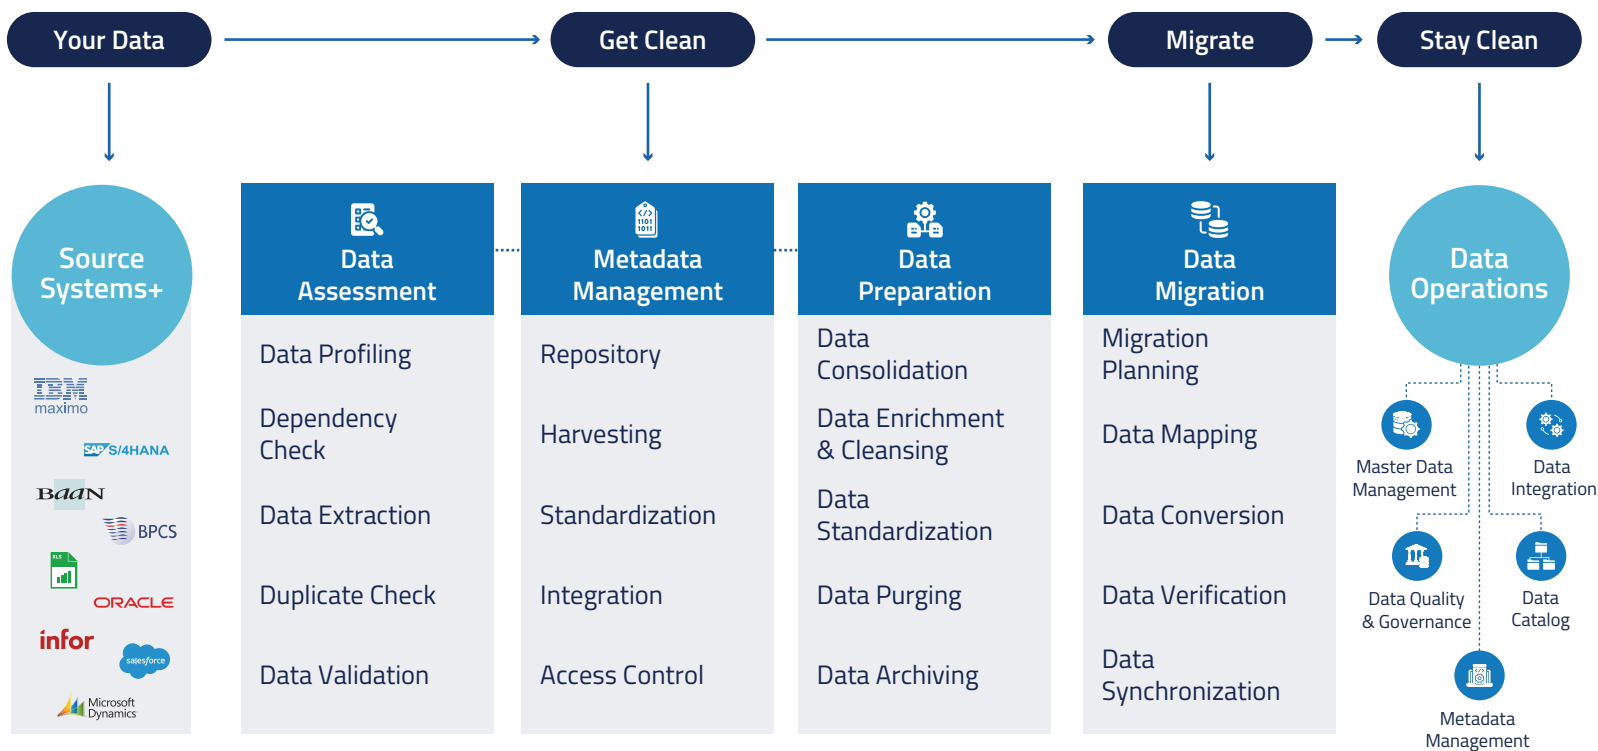 Your Data
Get Clean
Migrate
Stay Clean
Source
Systems+
IBM
maximo
SAP S/4HANA
BaaN
BPCS
XLS
ORACLE
infor
salesforce
Microsoft
Dynamics
Data
Assessment
Data Profiling
Dependency
Check
Data Extraction
Duplicate Check
Data Validation
</>
1101
1011
Metadata
Management
Repository
Harvesting
Standardization
Integration
Access Control
Data
Preparation
Data
Consolidation
Data Enrichment
& Cleansing
Data
Standardization
Data Purging
Data Archiving
Data
Migration
Migration
Planning
Data Mapping
Data Conversion
Data Verification
Data
Synchronization
Data
Operations
Master Data
Management
Data
Integration
Data Quality
& Governance
Data
Catalog
Metadata
Management